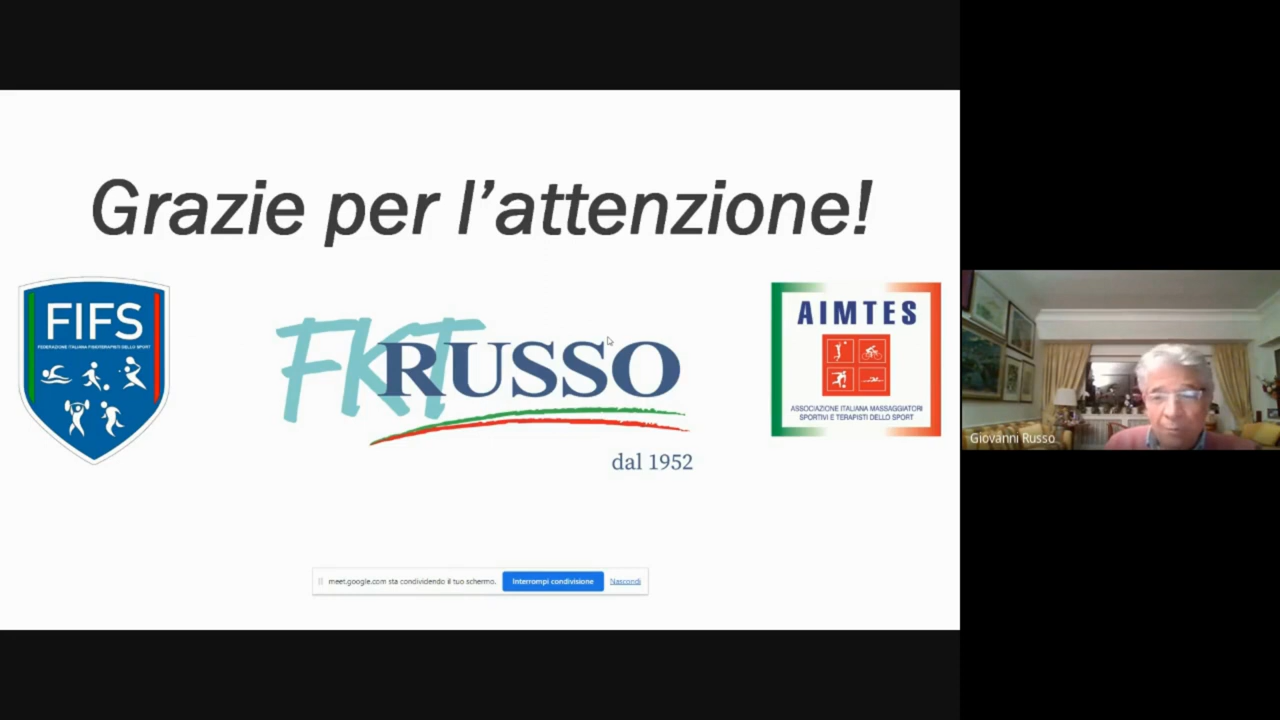 Grazie per l'attenzione!
FIFS
FEDERAZIONE ITALIANA FISIOTERAPISTI DELLO SPORT
FKT RUSSO
dal 1952
AIMTES
ASSOCIAZIONE ITALIANA MASSAGGIATORI
SPORTIVI E TERAPISTI DELLO SPORT
Giovanni Russo
meet.google.com sta condividendo il tuo schermo.
Interrompi condivisione
Nascondi